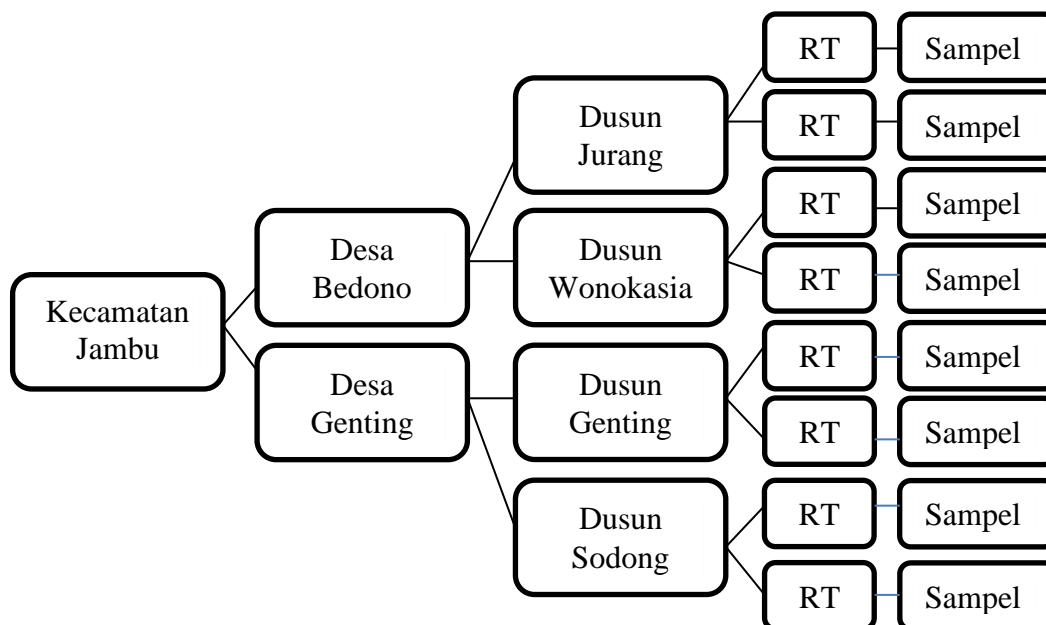 Kecamatan
Jambu
Desa
Bedono
Desa
Genting
Dusun
Jurang
Dusun
Wonokasia
Dusun
Genting
Dusun
Sodong
RT
Sampel
RT
Sampel
RT
Sampel
RT
Sampel
RT
Sampel
RT
Sampel
RT
Sampel
RT
Sampel